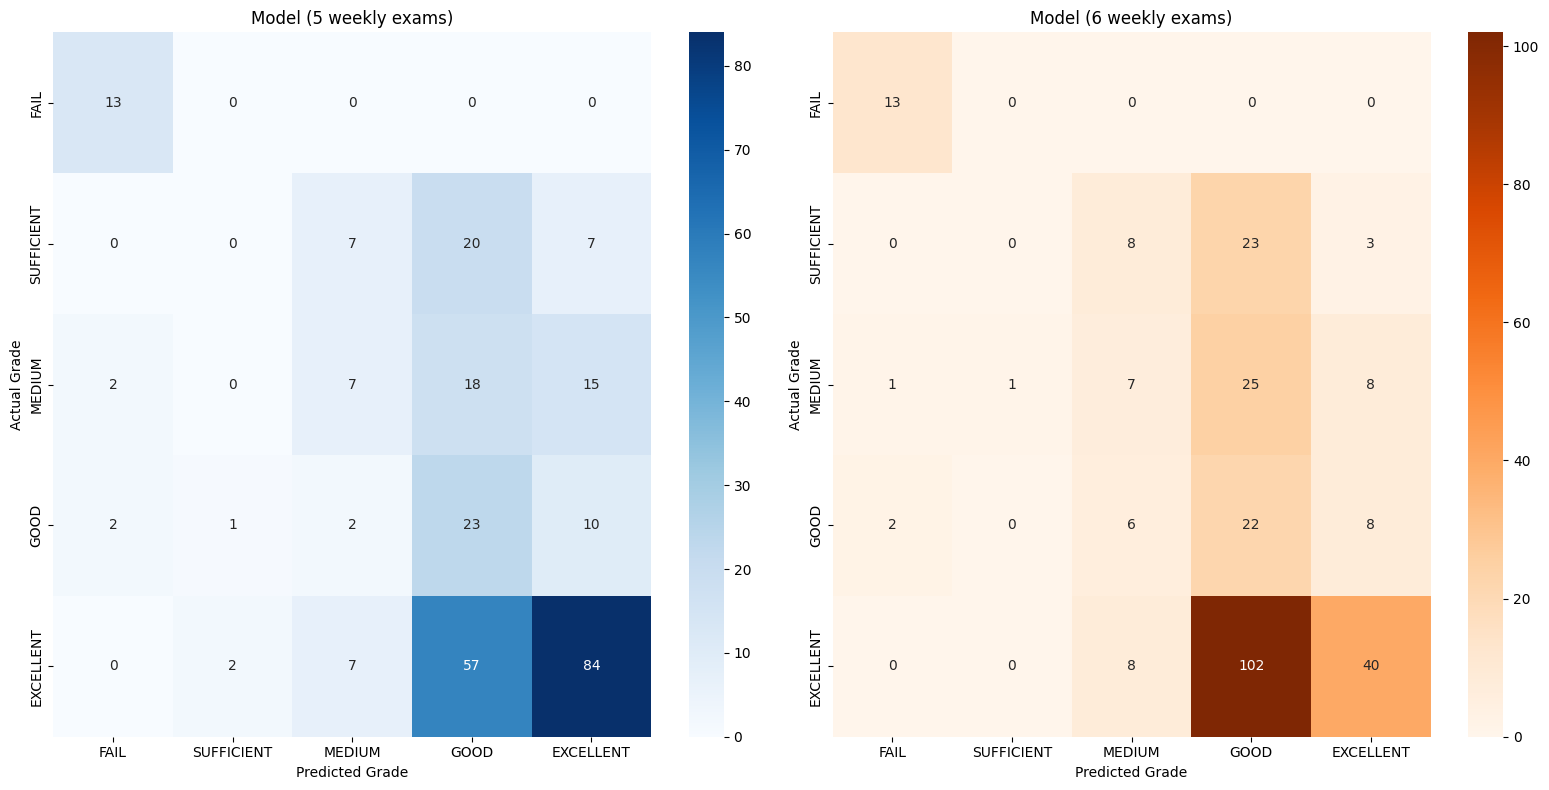 Model (5 weekly exams)
Actual Grade
FAIL
SUFFICIENT
MEDIUM
GOOD
EXCELLENT
13 0 0 0 0
0 0 7 20 7
2 0 7 18 15
2 1 2 23 10
0 2 7 57 84
FAIL SUFFICIENT MEDIUM GOOD EXCELLENT
Predicted Grade
80
70
60
50
40
30
20
10
0
Model (6 weekly exams)
Actual Grade
FAIL
SUFFICIENT
MEDIUM
GOOD
EXCELLENT
13 0 0 0 0
0 0 8 23 3
1 1 7 25 8
2 0 6 22 8
0 0 8 102 40
FAIL SUFFICIENT MEDIUM GOOD EXCELLENT
Predicted Grade
100
80
60
40
20
0